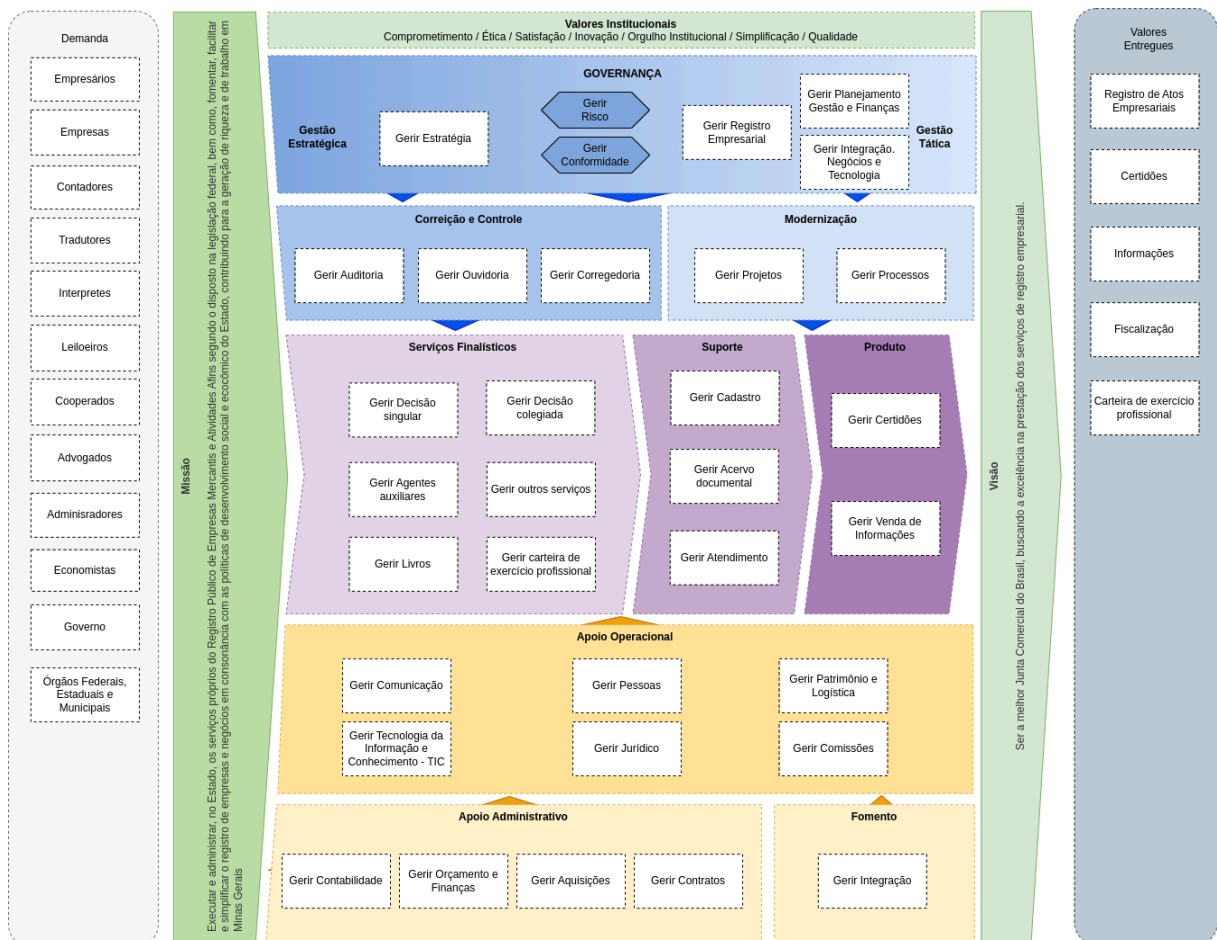 Demanda
Empresários
Empresas
Contadores
Tradutores
Interpretes
Leiloeiros
Cooperados
Advogados
Adminisradores
Economistas
Governo
Órgãos Federais,
Estaduais e
Municipais
Missão
Executar e administrar, no Estado, os serviços próprios do Registro Público de Empresas Mercantis e Atividades Afins segundo o disposto na legislação federal, bem como, fomentar, facilitar
e simplificar o registro de empresas e negócios em consonância com as políticas de desenvolvimento social e ecocômico do Estado, contribuindo para a geração de riqueza e de trabalho em
Minas Gerais
Valores Institucionais
Comprometimento / Ética / Satisfação / Inovação / Orgulho Institucional / Simplificação / Qualidade
GOVERNANÇA
Gestão
Estratégica
Gerir Estratégia
Gerir
Risco
Gerir
Conformidade
Gerir Registro
Empresarial
Gerir Planejamento
Gestão e Finanças
Gerir Integração.
Negócios e
Tecnologia
Gestão
Tática
Correição e Controle
Gerir Auditoria
Gerir Ouvidoria
Gerir Corregedoria
Modernização
Gerir Projetos
Gerir Processos
Serviços Finalísticos
Gerir Decisão
singular
Gerir Decisão
colegiada
Gerir Agentes
auxiliares
Gerir outros serviços
Gerir Livros
Gerir carteira de
exercício profissional
Suporte
Gerir Cadastro
Gerir Acervo
documental
Gerir Atendimento
Produto
Gerir Certidões
Gerir Venda de
Informações
Apoio Operacional
Gerir Comunicação
Gerir Pessoas
Gerir Patrimônio e
Logística
Gerir Tecnologia da
Informação e
Conhecimento - TIC
Gerir Jurídico
Gerir Comissões
Apoio Administrativo
Gerir Contabilidade
Gerir Orçamento e
Finanças
Gerir Aquisições
Gerir Contratos
Fomento
Gerir Integração
Visão
Ser a melhor Junta Comercial do Brasil, buscando a excelência na prestação dos serviços de registro empresarial.
Valores
Entregues
Registro de Atos
Empresariais
Certidões
Informações
Fiscalização
Carteira de exercício
profissional